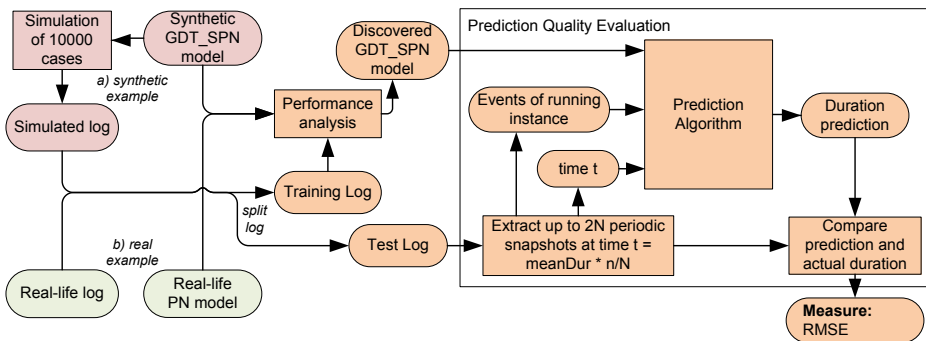 Simulation
of 10000
cases
Synthetic
GDT_SPN
model
a) synthetic
example
Simulated log
Discovered
GDT_SPN
model
Performance
analysis
Training Log
split
log
Test Log
b) real
example
Real-life log
Real-life
PN model
Prediction Quality Evaluation
Events of running
instance
time t
Prediction
Algorithm
Duration
prediction
Extract up to 2N periodic
snapshots at time t =
meanDur * n/N
Compare
prediction and
actual duration
Measure:
RMSE